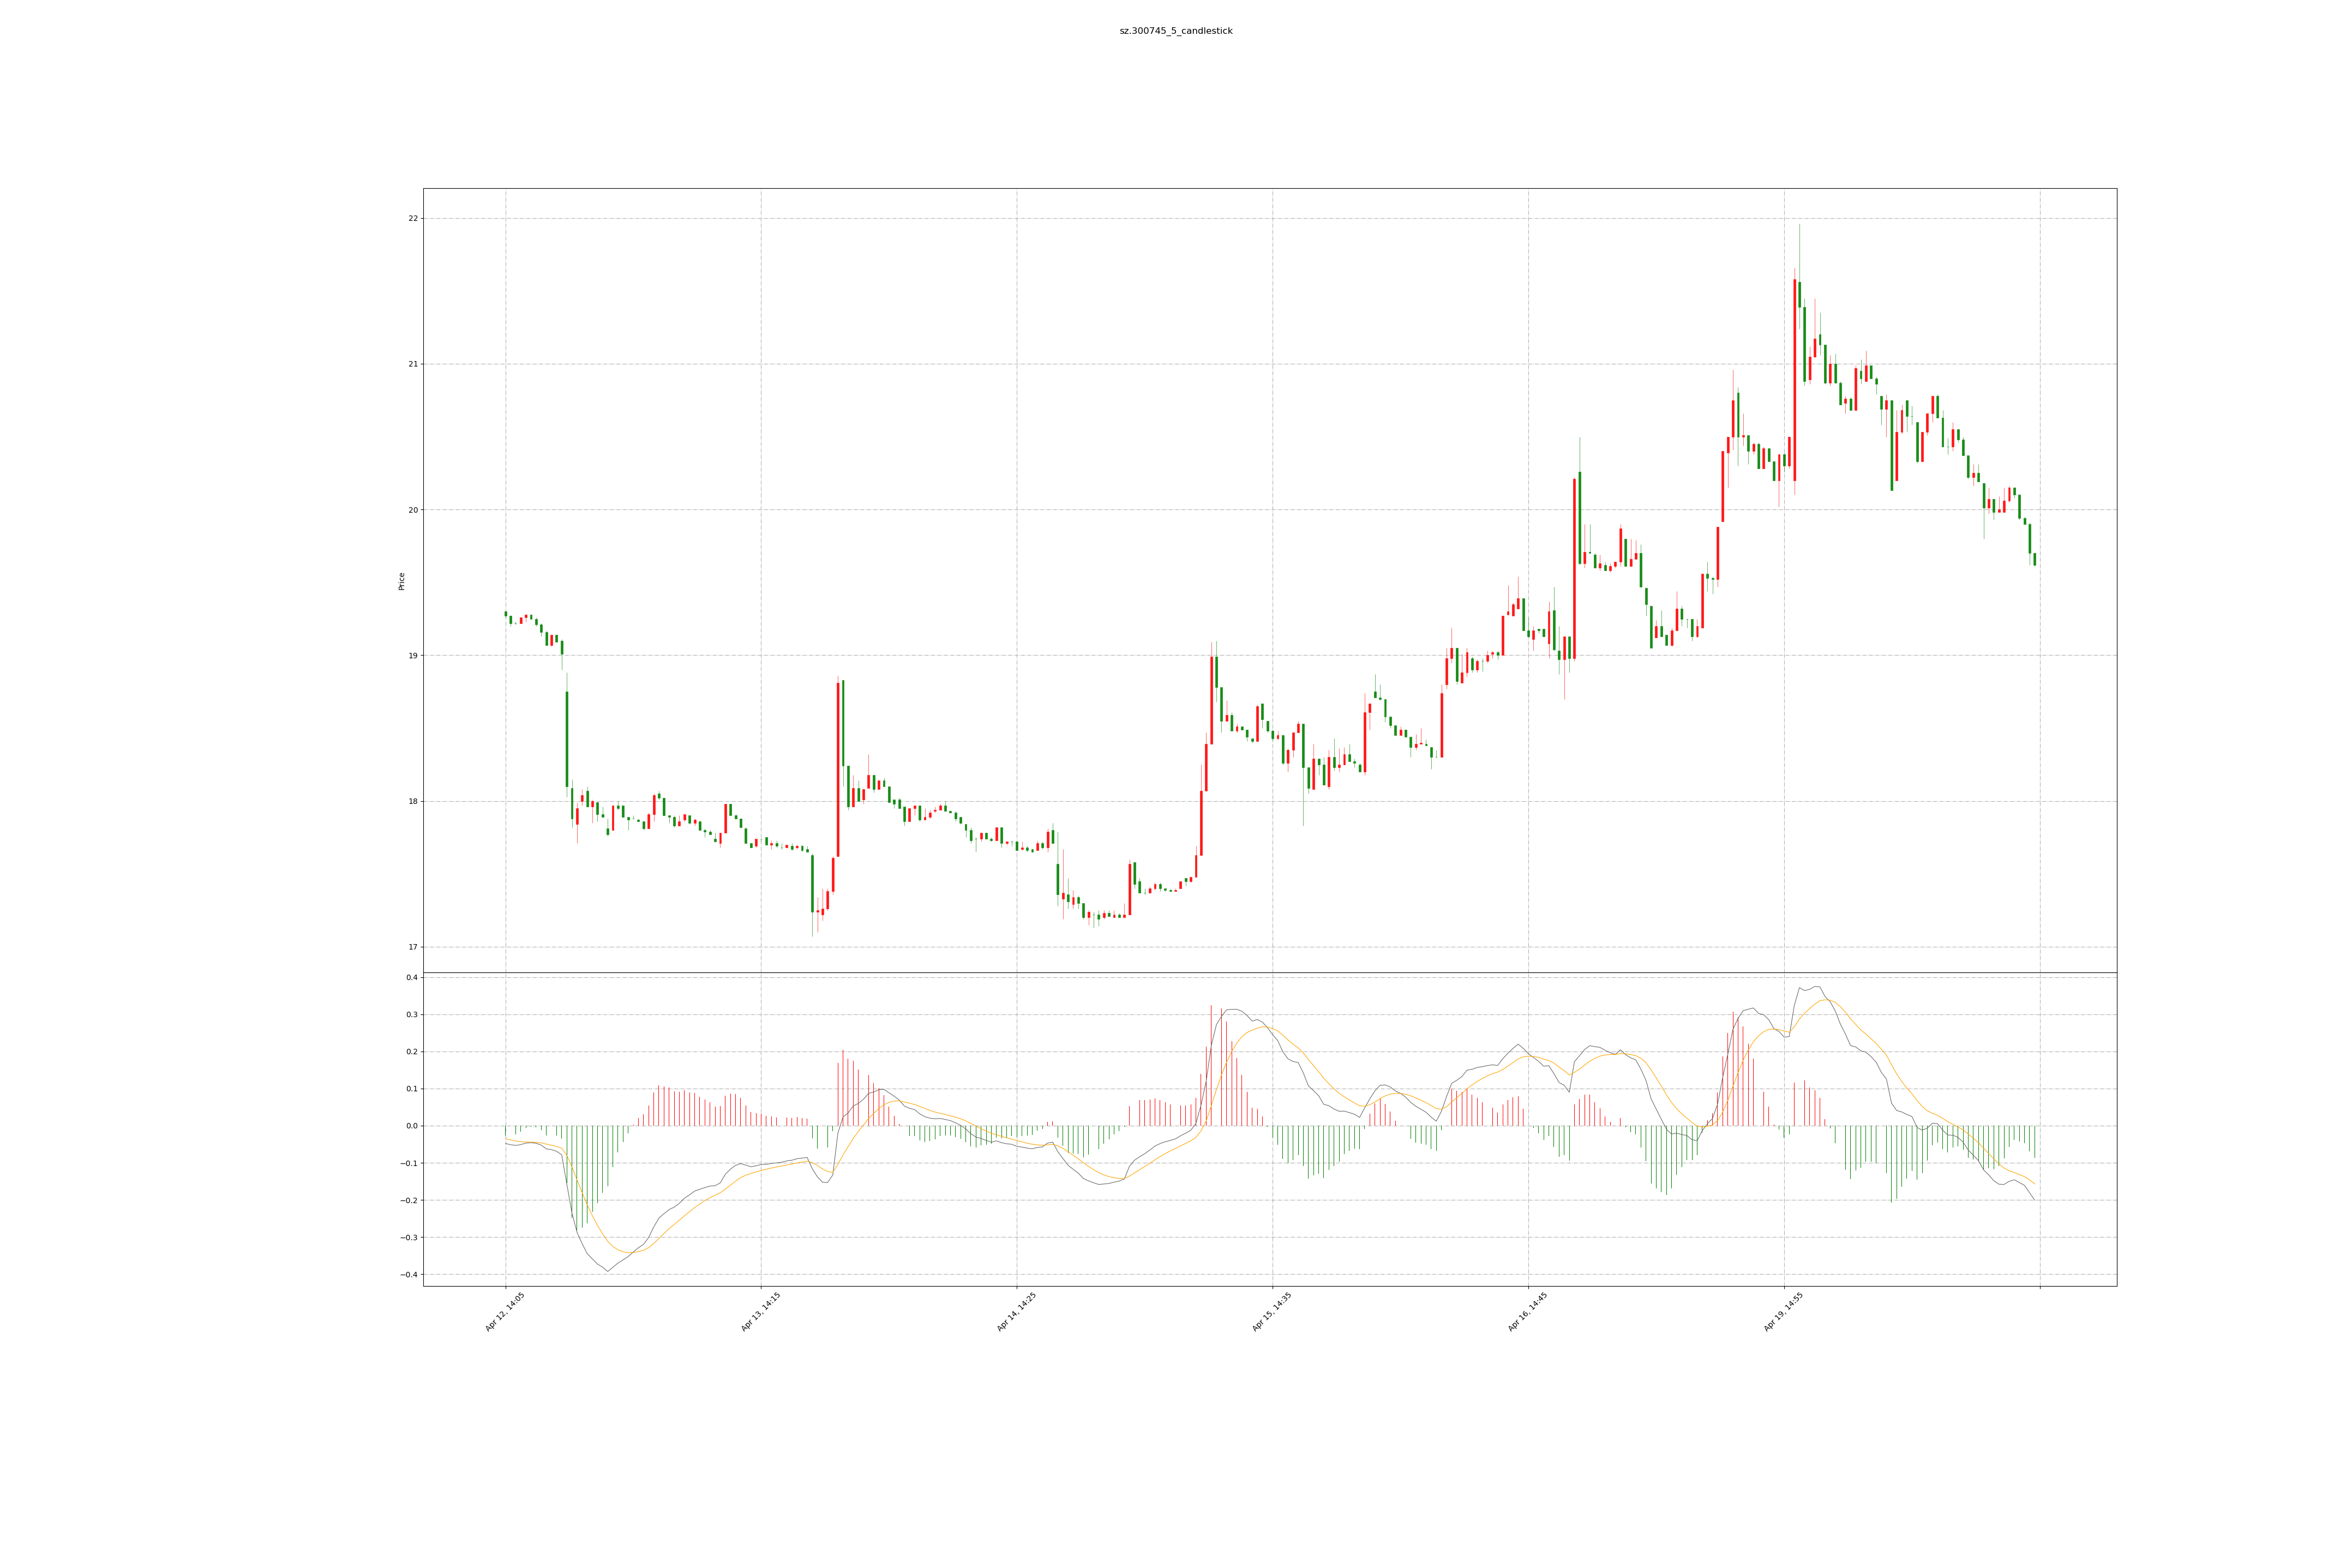 sz.300745_5_candlestick
22
21
20
19
18
17
Price
0.4
0.3
0.2
0.1
0.0
−0.1
−0.2
−0.3
−0.4
Apr 12, 14:05
Apr 13, 14:15
Apr 14, 14:25
Apr 15, 14:35
Apr 16, 14:45
Apr 19, 14:55